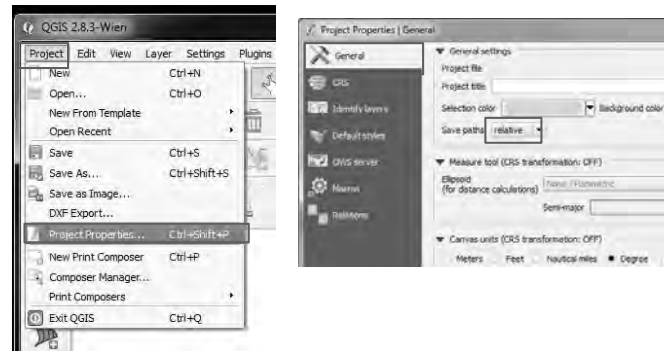 QGIS 2.8.3-Wien
Project Edit View Layer Settings Plugins
New Ctrl+N
Open... Ctrl+O
New From Template
Open Recent
Save Ctrl+S
Save As... Ctrl+Shift+S
Save as Image...
DXF Export...
Project Properties... Ctrl+Shift+P
New Print Composer Ctrl+P
Composer Manager...
Print Composers
Exit QGIS Ctrl+Q
Project Properties | General
General
CRS
Identify layers
Default styles
OWS server
Macros
Relations
General settings
Project file
Project title
Selection color Background color
Save paths relative
Measure tool (CRS transformation: OFF)
Ellipsoid
(for distance calculations) None / Planimetric
Semi-major
Canvas units (CRS transformation: OFF)
Meters Feet Nautical miles Degree